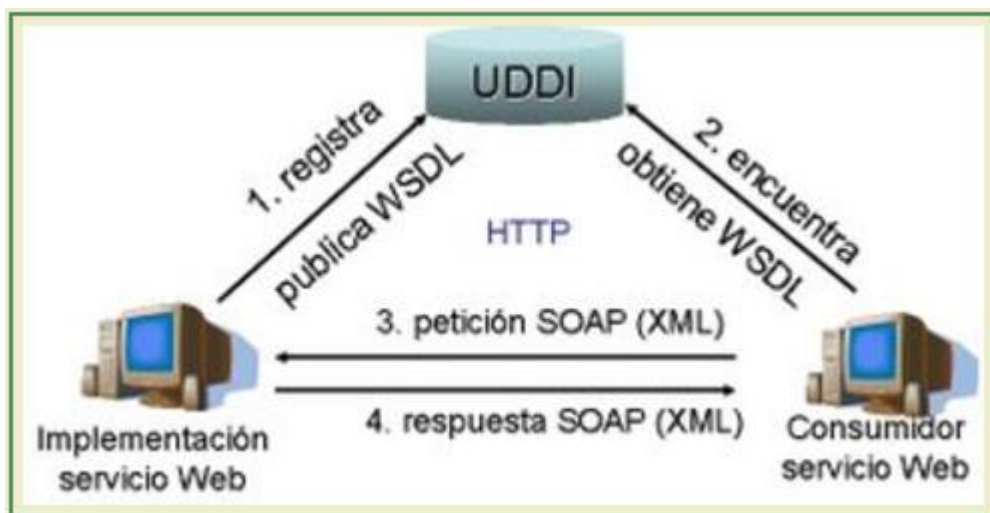 UDDI
1. registra
publica WSDL
2. encuentra
obtiene WSDL
HTTP
3. petición SOAP (XML)
4. respuesta SOAP (XML)
Implementación
servicio Web
Consumidor
servicio Web